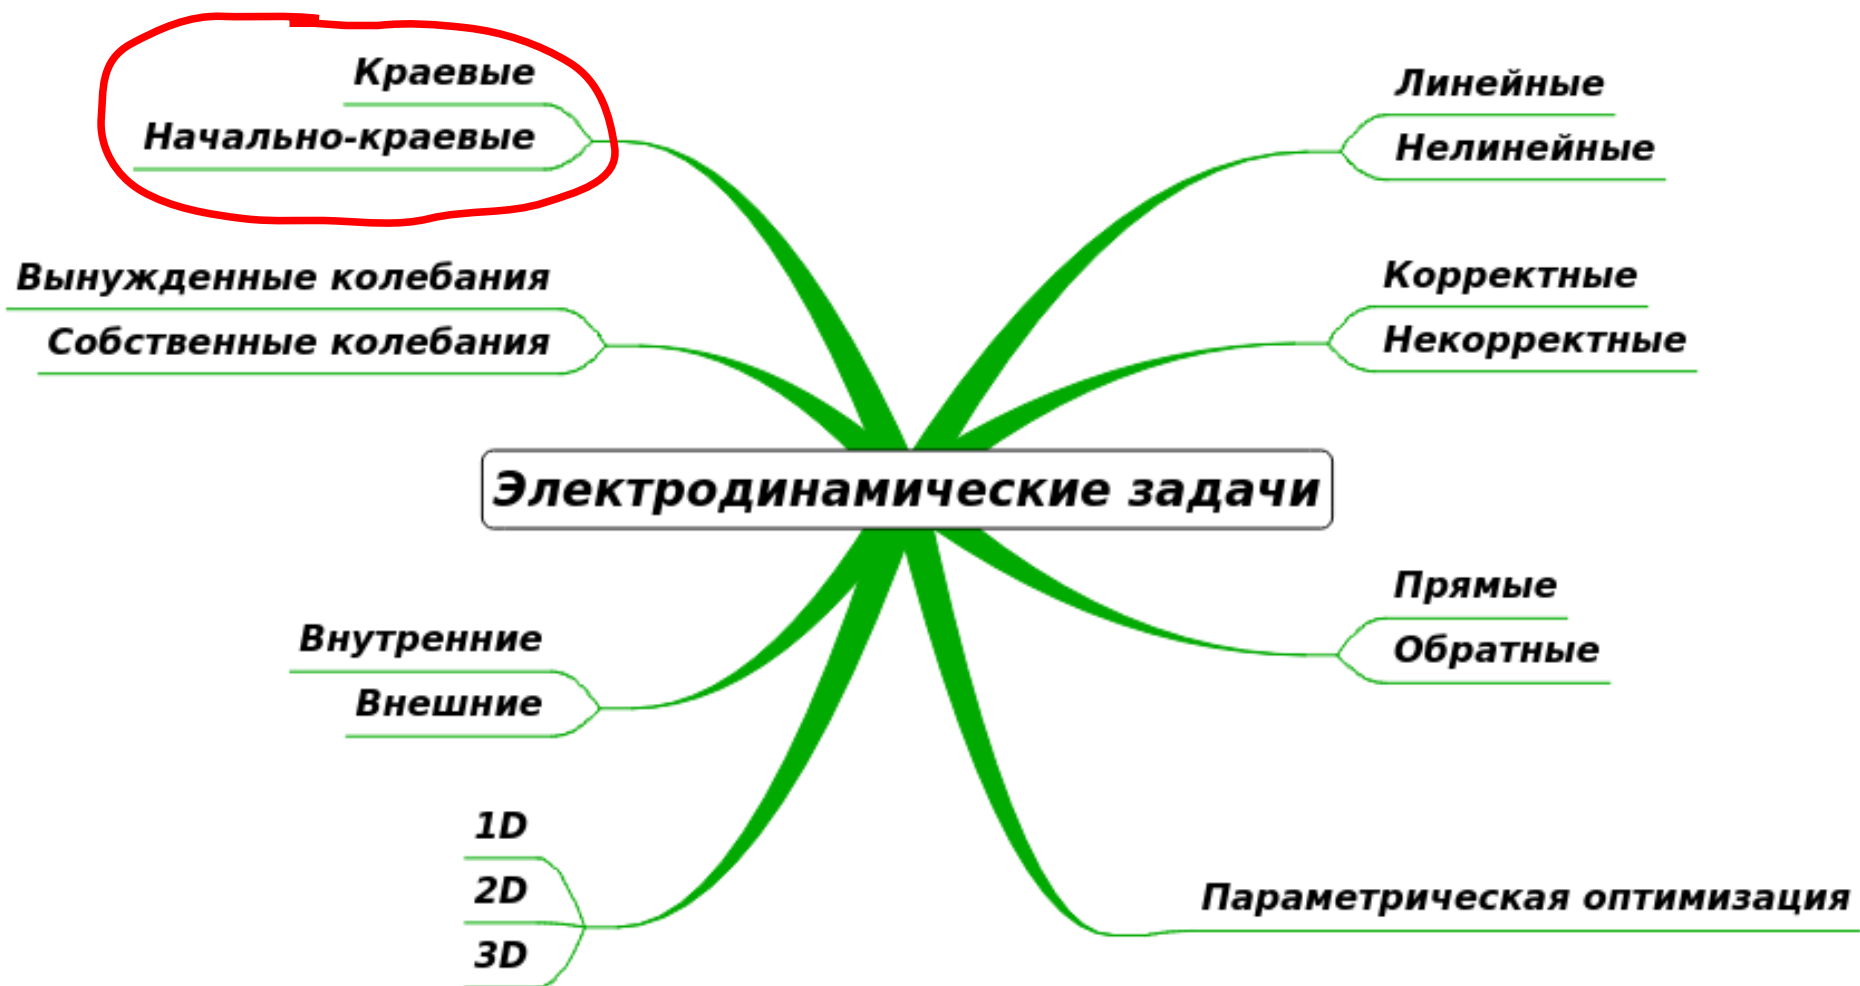 Краевые
Начально-краевые
Вынужденные колебания
Собственные колебания
Линейные
Нелинейные
Корректные
Некорректные
Электродинамические задачи
Внутренние
Внешние
1D
2D
3D
Прямые
Обратные
Параметрическая оптимизация